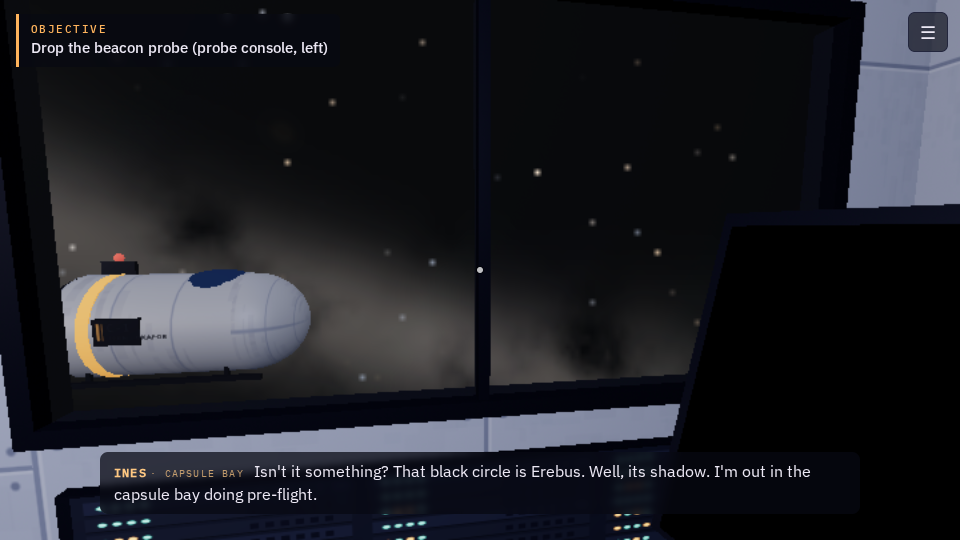 OBJECTIVE
Drop the beacon probe (probe console, left)
INES · CAPSULE BAY Isn't it something? That black circle is Erebus. Well, its shadow. I'm out in the
capsule bay doing pre-flight.